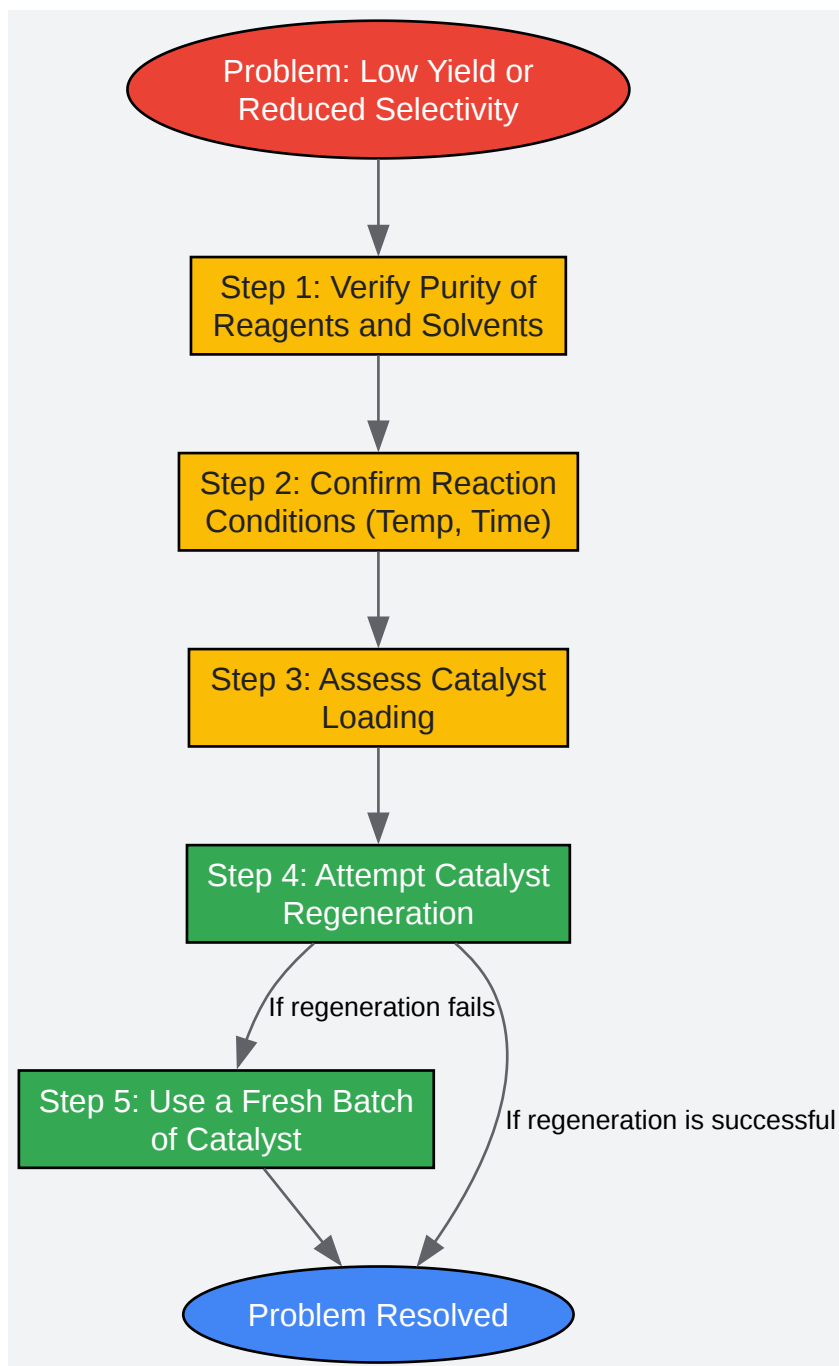 Problem: Low Yield or
Reduced Selectivity
Step 1: Verify Purity of
Reagents and Solvents
Step 2: Confirm Reaction
Conditions (Temp, Time)
Step 3: Assess Catalyst
Loading
Step 4: Attempt Catalyst
Regeneration
If regeneration fails
Step 5: Use a Fresh Batch
of Catalyst
If regeneration is successful
Problem Resolved